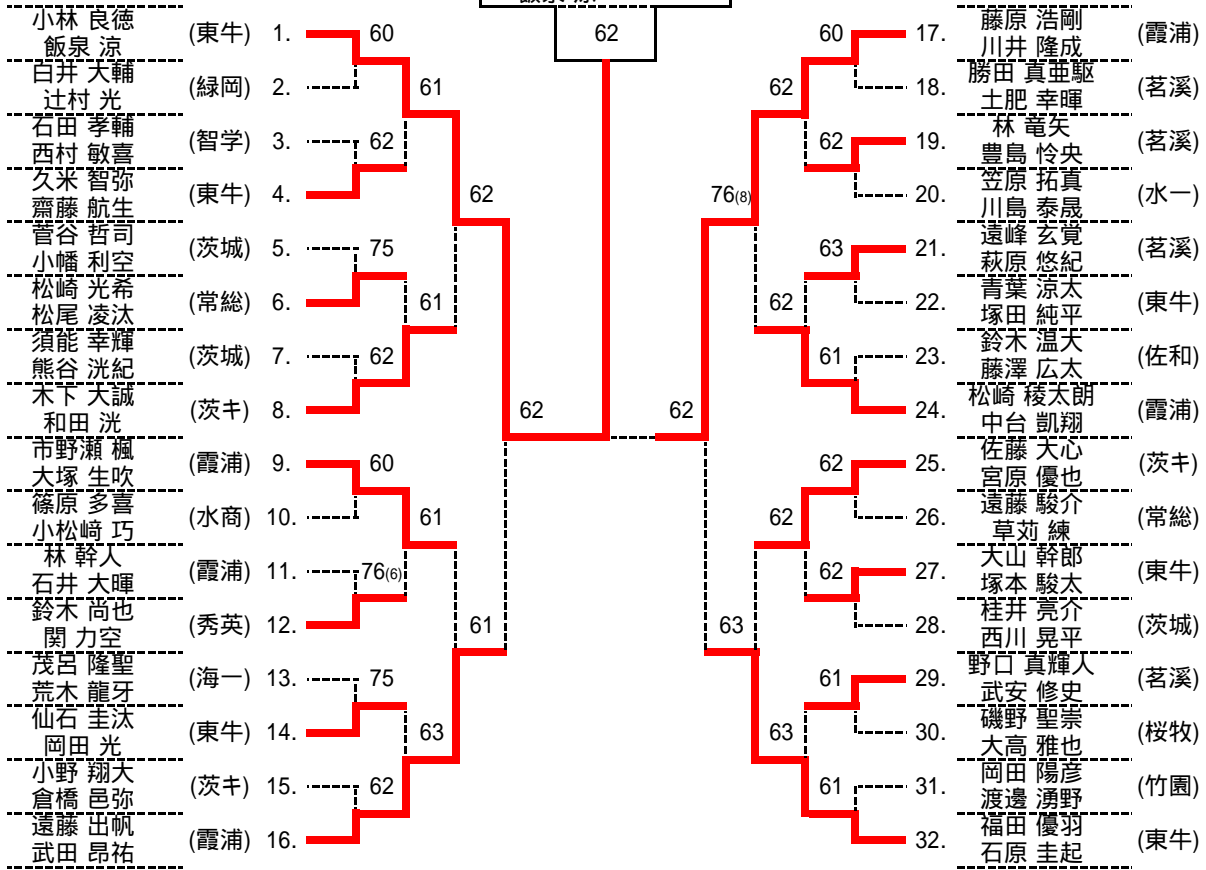 小林 良徳
飯泉 涼
(東牛) 1.
白井 大輔
辻村 光
(緑岡) 2.
石田 孝輔
西村 敏喜
(智学) 3.
久米 智弥
齋藤 航生
(東牛) 4.
菅谷 哲司
小幡 利空
(茨城) 5.
松崎 光希
松尾 凌汰
(常総) 6.
須能 幸輝
熊谷 洸紀
(茨城) 7.
木下 大誠
和田 洸
(茨キ) 8.
市野瀬 楓
大塚 生吹
(霞浦) 9.
篠原 多喜
小松﨑 巧
(水商) 10.
林 幹人
石井 大暉
(霞浦) 11.
鈴木 尚也
関 力空
(秀英) 12.
茂呂 隆聖
荒木 龍牙
(海一) 13.
仙石 圭汰
岡田 光
(東牛) 14.
小野 翔大
倉橋 邑弥
(茨キ) 15.
遠藤 出帆
武田 昂祐
(霞浦) 16.
60
62
75
62
60
76(6)
75
62
61
61
61
63
62
61
62
62
62
76(8)
63
62
62
62
63
60
62
63
61
62
62
61
61
17. 藤原 浩剛
川井 隆成
(霞浦)
18. 勝田 真亜駆
土肥 幸暉
(茗溪)
19. 林 竜矢
豊島 怜央
(茗溪)
20. 笠原 拓真
川島 泰晟
(水一)
21. 遠峰 玄覚
萩原 悠紀
(茗溪)
22. 青葉 涼太
塚田 純平
(東牛)
23. 鈴木 温大
藤澤 広太
(佐和)
24. 松崎 稜太朗
中台 凱翔
(霞浦)
25. 佐藤 大心
宮原 優也
(茨キ)
26. 遠藤 駿介
草苅 練
(常総)
27. 大山 幹郎
塚本 駿太
(東牛)
28. 桂井 亮介
西川 晃平
(茨城)
29. 野口 真輝人
武安 修史
(茗溪)
30. 磯野 聖崇
大高 雅也
(桜牧)
31. 岡田 陽彦
渡邊 湧野
(竹園)
32. 福田 優羽
石原 圭起
(東牛)